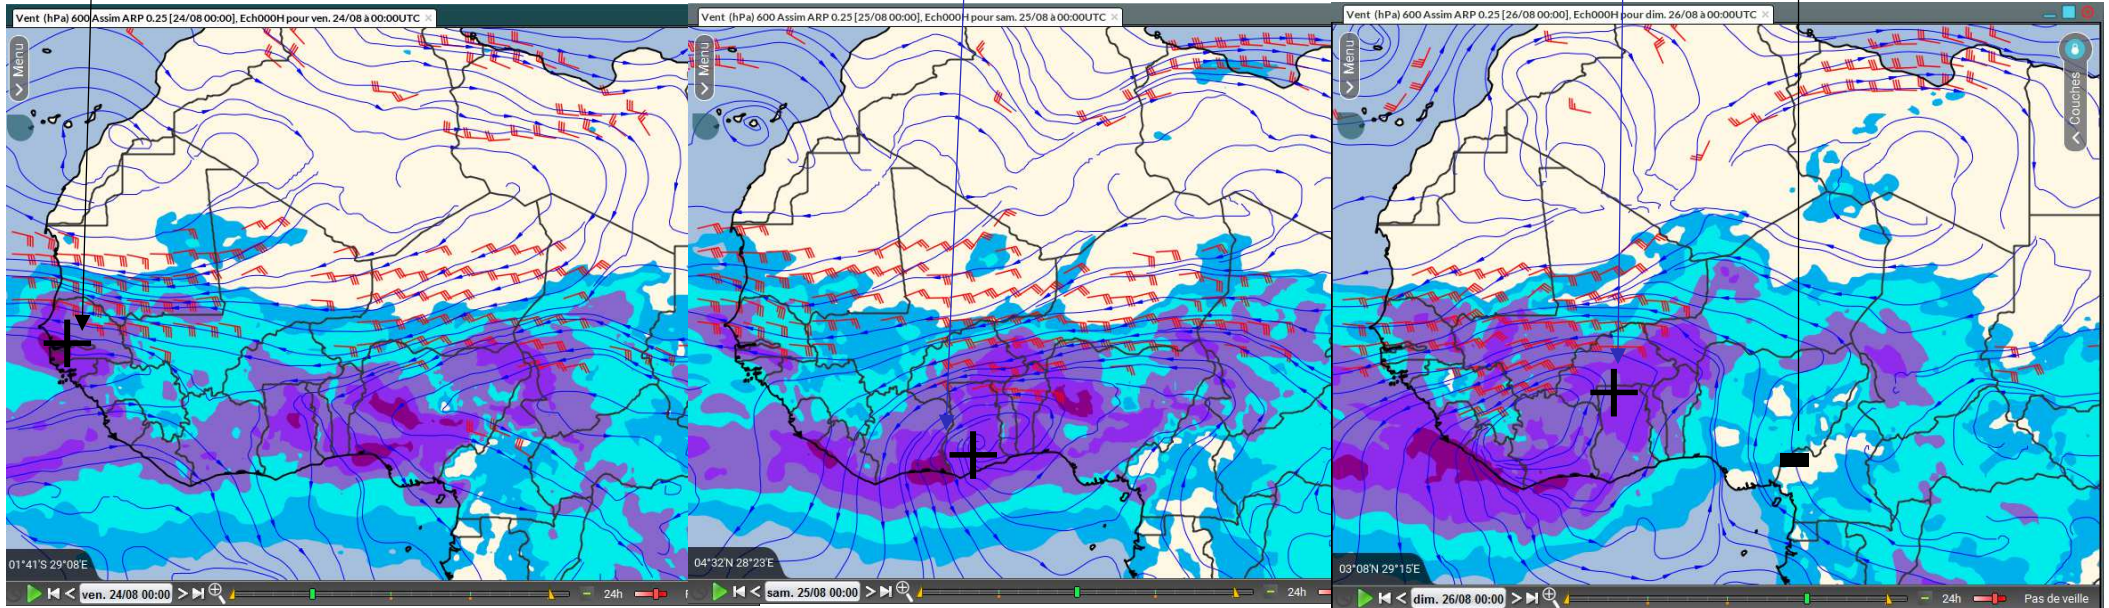 Vent (hPa) 600 Assim ARP 0.25 [24/08 00:00], Ech000H pour ven. 24/08 à 00:00UTC ×
Menu
01°41'S 29°08'E
ven. 24/08 00:00
24h
Vent (hPa) 600 Assim ARP 0.25 [25/08 00:00], Ech000H pour sam. 25/08 à 00:00UTC ×
Menu
04°32'N 28°23'E
sam. 25/08 00:00
24h
Vent (hPa) 600 Assim ARP 0.25 [26/08 00:00], Ech000H pour dim. 26/08 à 00:00UTC ×
Menu
Couches
03°08'N 29°15'E
dim. 26/08 00:00
24h
Pas de veille